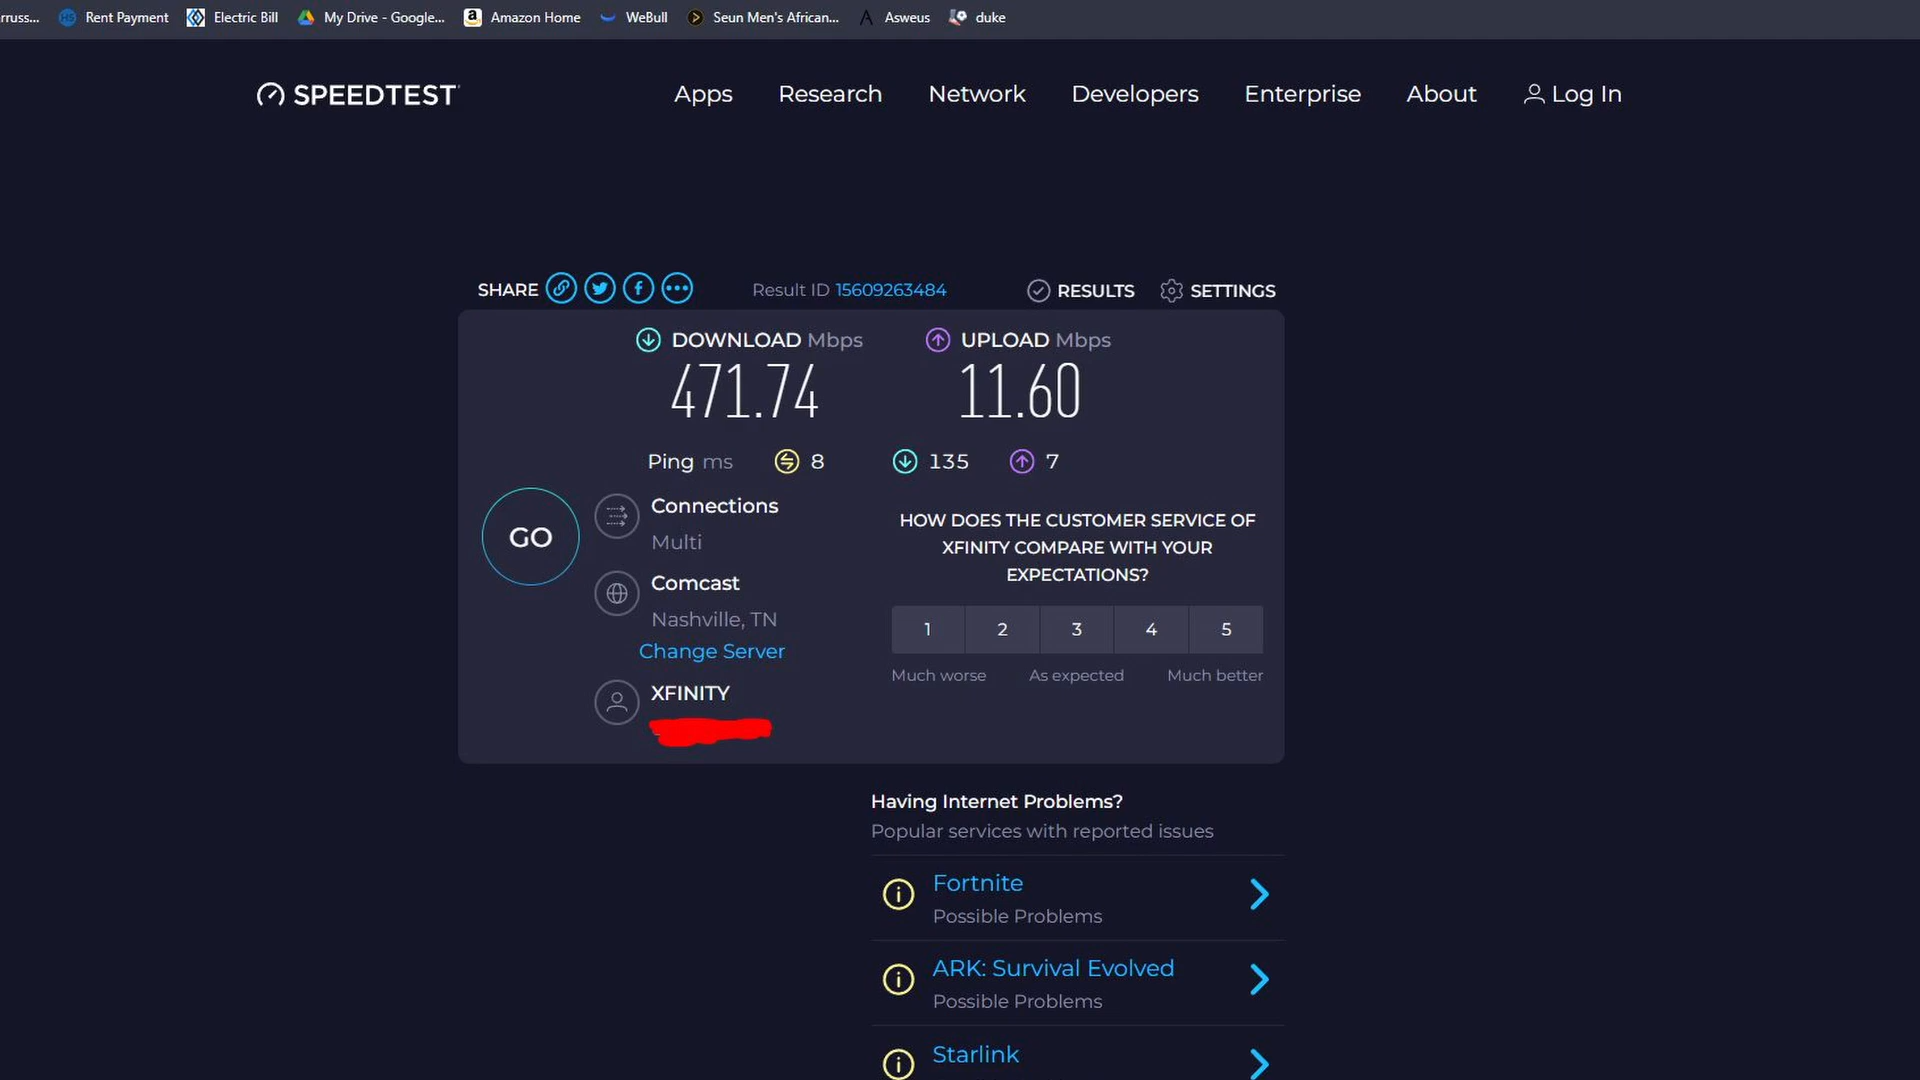 rruss... Rent Payment Electric Bill My Drive - Google... Amazon Home WeBull Seun Men's African... Asweus duke
SPEEDTEST Apps Research Network Developers Enterprise About Log In
SHARE Result ID 15609263484 RESULTS SETTINGS
DOWNLOAD Mbps UPLOAD Mbps
471.74 11.60
Ping ms 8 135 7
GO
Connections
Multi
Comcast
Nashville, TN
Change Server
XFINITY
HOW DOES THE CUSTOMER SERVICE OF
XFINITY COMPARE WITH YOUR
EXPECTATIONS?
1 2 3 4 5
Much worse As expected Much better
Having Internet Problems?
Popular services with reported issues
Fortnite
Possible Problems
ARK: Survival Evolved
Possible Problems
Starlink